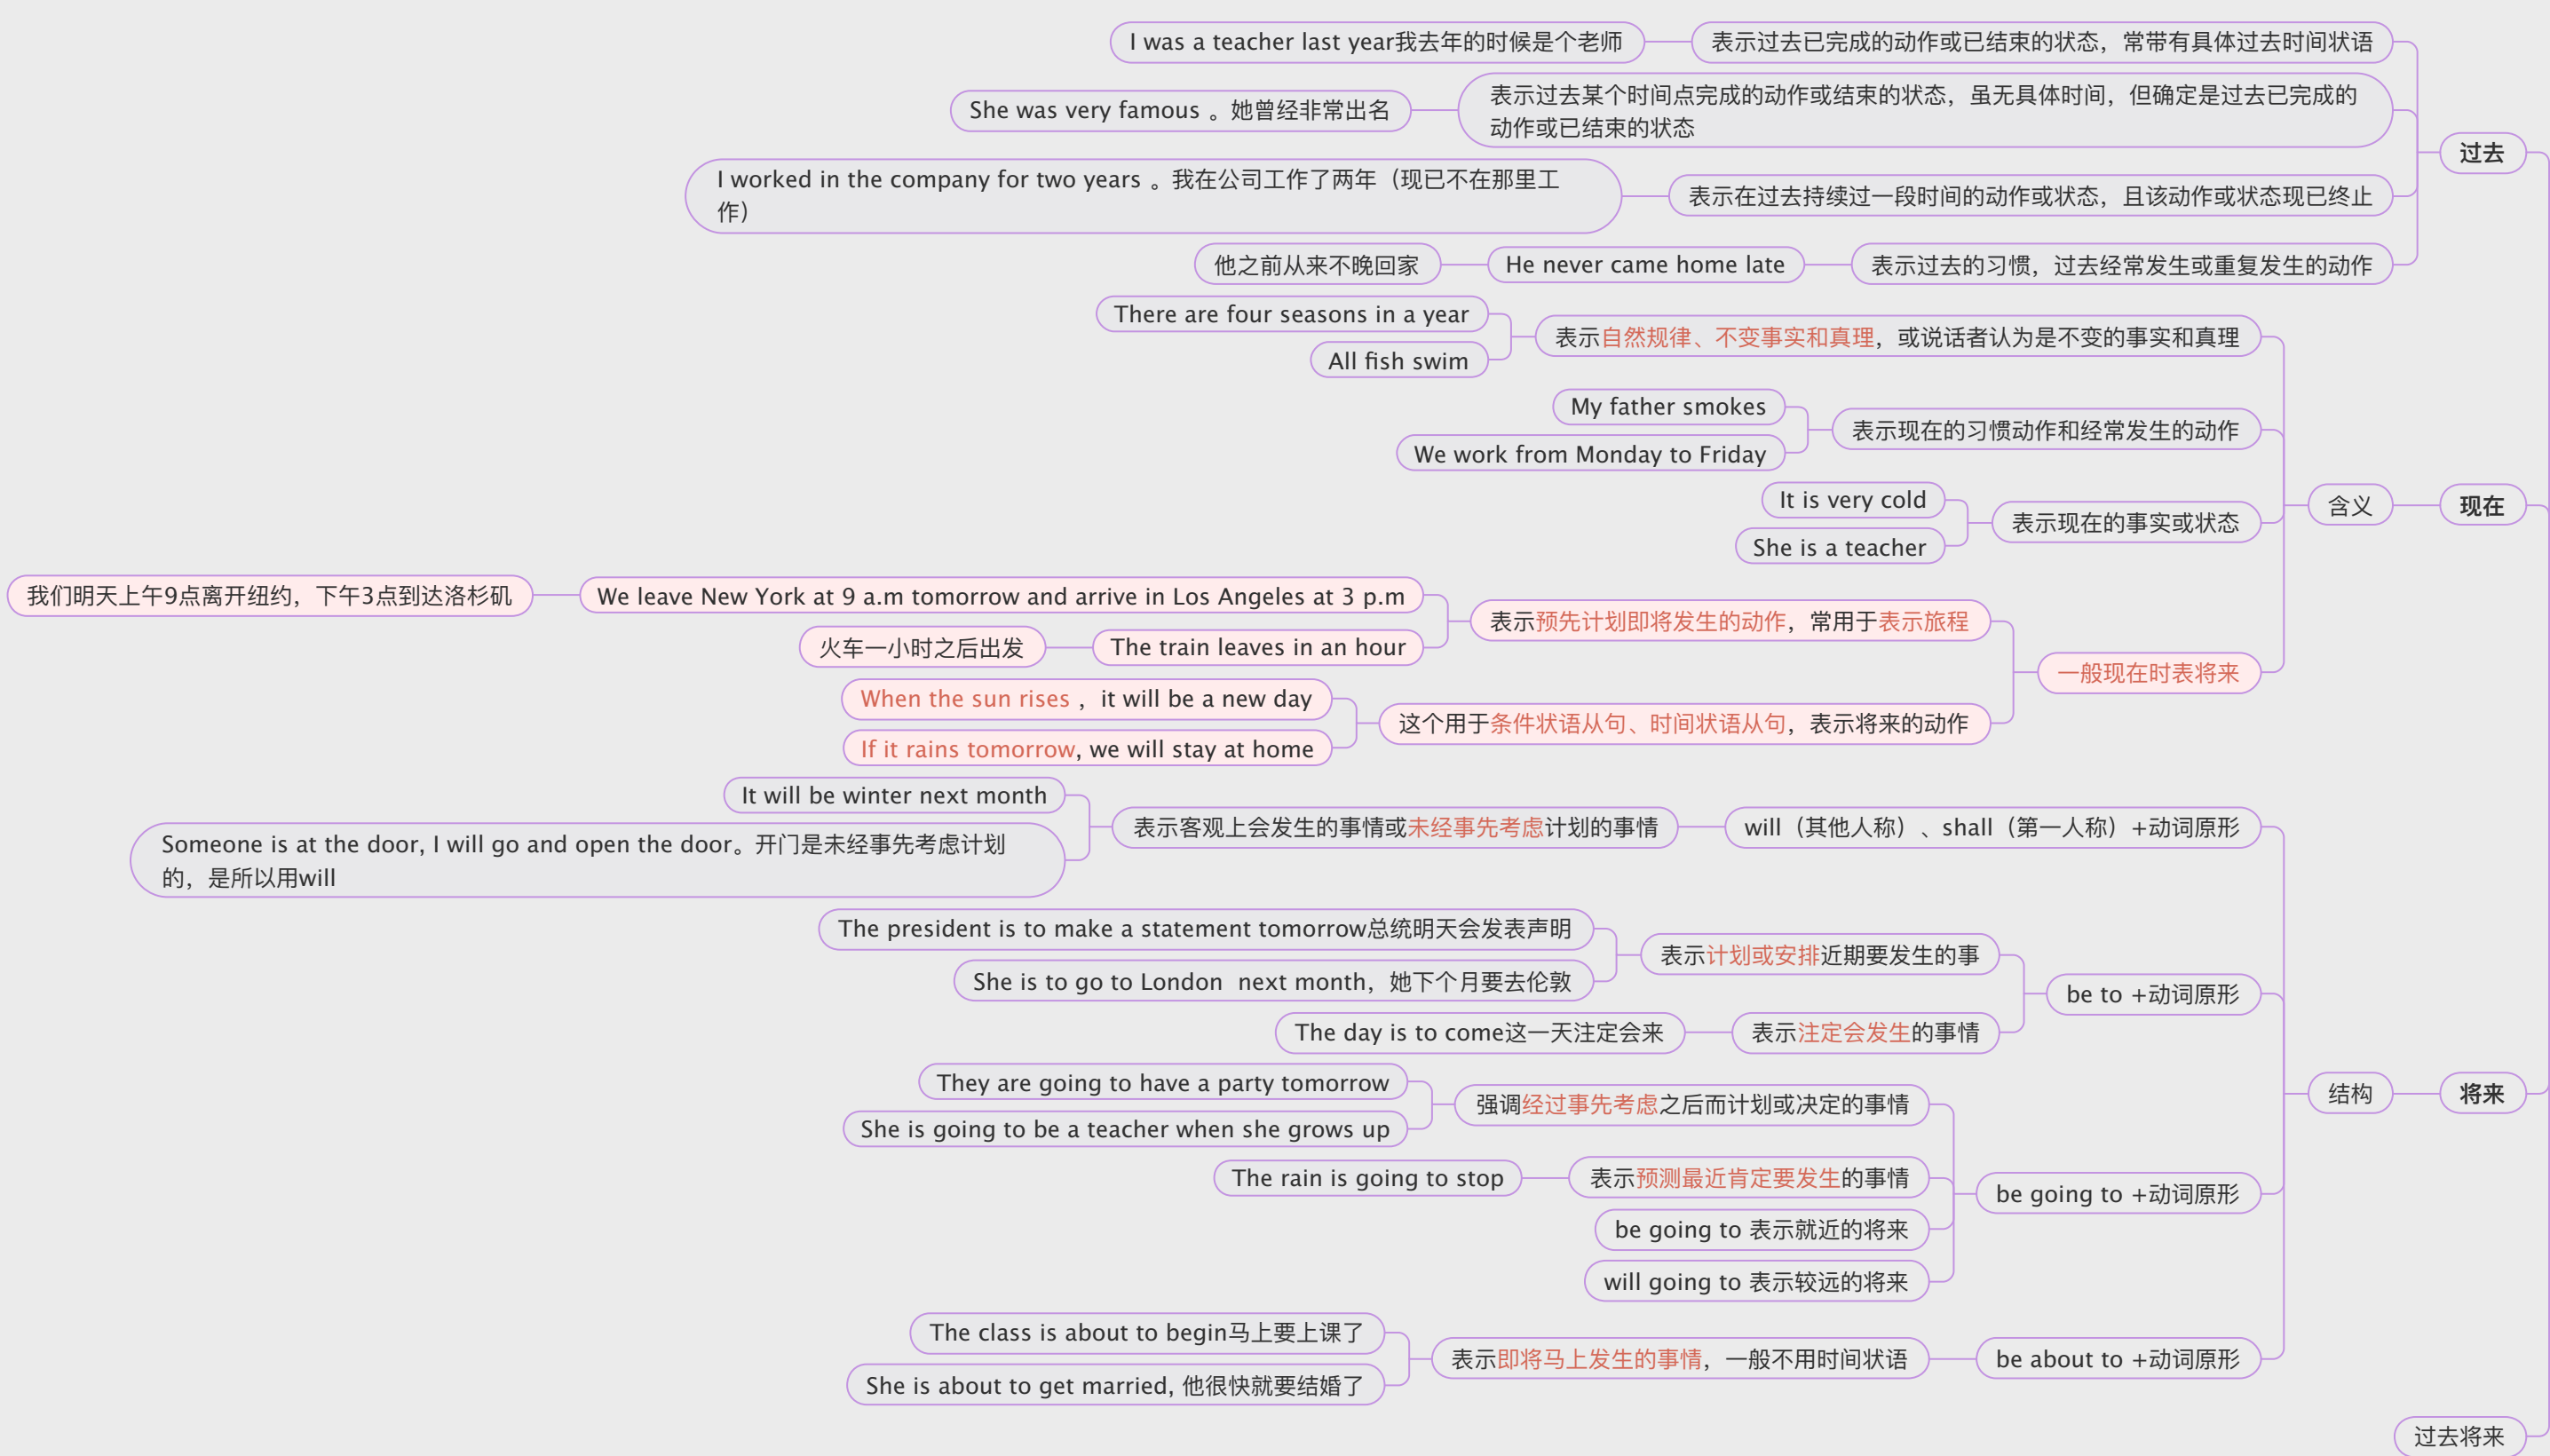 I was a teacher last year我去年的时候是个老师
表示过去已完成的动作或已结束的状态，常带有具体过去时间状语
She was very famous 。她曾经非常出名
表示过去某个时间点完成的动作或结束的状态，虽无具体时间，但确定是过去已完成的
动作或已结束的状态
过去
I worked in the company for two years 。我在公司工作了两年（现已不在那里工
作）
表示在过去持续过一段时间的动作或状态，且该动作或状态现已终止
他之前从来不晚回家
He never came home late
表示过去的习惯，过去经常发生或重复发生的动作
There are four seasons in a year
All fish swim
表示自然规律、不变事实和真理，或说话者认为是不变的事实和真理
My father smokes
We work from Monday to Friday
表示现在的习惯动作和经常发生的动作
It is very cold
She is a teacher
表示现在的事实或状态
含义
现在
我们明天上午9点离开纽约，下午3点到达洛杉矶
We leave New York at 9 a.m tomorrow and arrive in Los Angeles at 3 p.m
火车一小时之后出发
The train leaves in an hour
表示预先计划即将发生的动作，常用于表示旅程
一般现在时表将来
When the sun rises ，it will be a new day
If it rains tomorrow, we will stay at home
这个用于条件状语从句、时间状语从句，表示将来的动作
It will be winter next month
Someone is at the door, I will go and open the door。开门是未经事先考虑计划
的，是所以用will
表示客观上会发生的事情或未经事先考虑计划的事情
will（其他人称）、shall（第一人称）+动词原形
The president is to make a statement tomorrow总统明天会发表声明
She is to go to London  next month，她下个月要去伦敦
表示计划或安排近期要发生的事
be to +动词原形
The day is to come这一天注定会来
表示注定会发生的事情
They are going to have a party tomorrow
She is going to be a teacher when she grows up
强调经过事先考虑之后而计划或决定的事情
结构
将来
The rain is going to stop
表示预测最近肯定要发生的事情
be going to +动词原形
be going to 表示就近的将来
will going to 表示较远的将来
The class is about to begin马上要上课了
She is about to get married, 他很快就要结婚了
表示即将马上发生的事情，一般不用时间状语
be about to +动词原形
过去将来